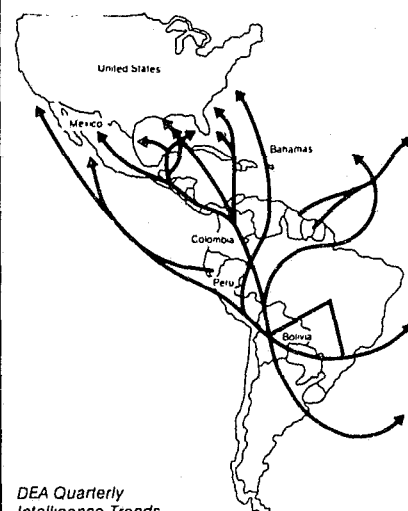 United States
Mexico
Bahamas
Colombia
Peru
Bolivia
DEA Quarterly
Intelligence Trends